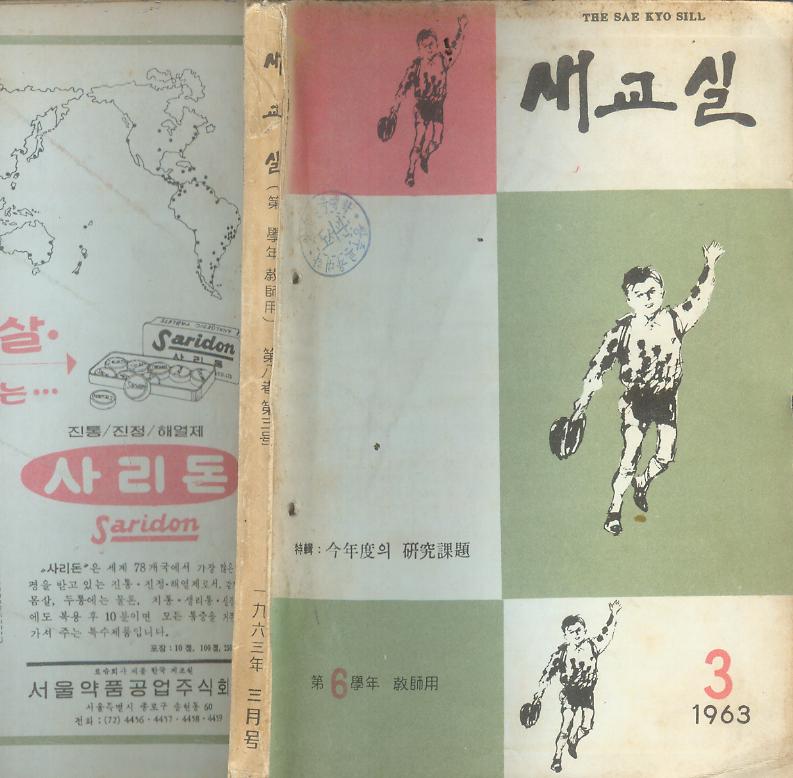 THE SAE KYO SILL
새교실
特輯 : 今年度의 研究課題
第6學年 敎師用
3
1963
새교실 (第 學年 敎師用) 第八卷 第三号 一九六三年 三月号
살·
는...
Saridon
사리돈
진통/진정/해열제
사리돈
Saridon
"사리돈"은 세계 78개국에서 가장 많은
명을 받고 있는 진통·진정·해열제로서,
몸살, 두통에는 물론, 치통·생리통·
에도 복용 후 10분이면 모든 통증을
가셔 주는 특수제품입니다.
포장 : 10정, 100정,
서울약품공업주식회
서울특별시 종로구 송현동 60
전화 : (72) 4456·4457·4458·4459